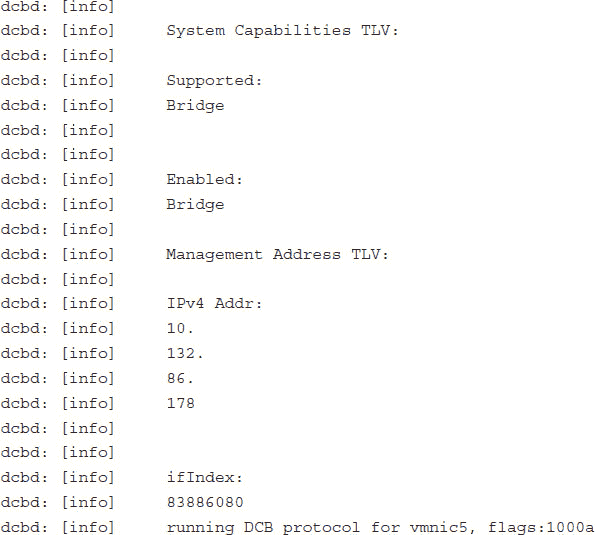 dcbd: [info]
dcbd: [info]     System Capabilities TLV:
dcbd: [info]
dcbd: [info]     Supported:
dcbd: [info]     Bridge
dcbd: [info]
dcbd: [info]
dcbd: [info]     Enabled:
dcbd: [info]     Bridge
dcbd: [info]
dcbd: [info]     Management Address TLV:
dcbd: [info]
dcbd: [info]     IPv4 Addr:
dcbd: [info]     10.
dcbd: [info]     132.
dcbd: [info]     86.
dcbd: [info]     178
dcbd: [info]
dcbd: [info]
dcbd: [info]     ifIndex:
dcbd: [info]     83886080
dcbd: [info]     running DCB protocol for vmnic5, flags:1000a